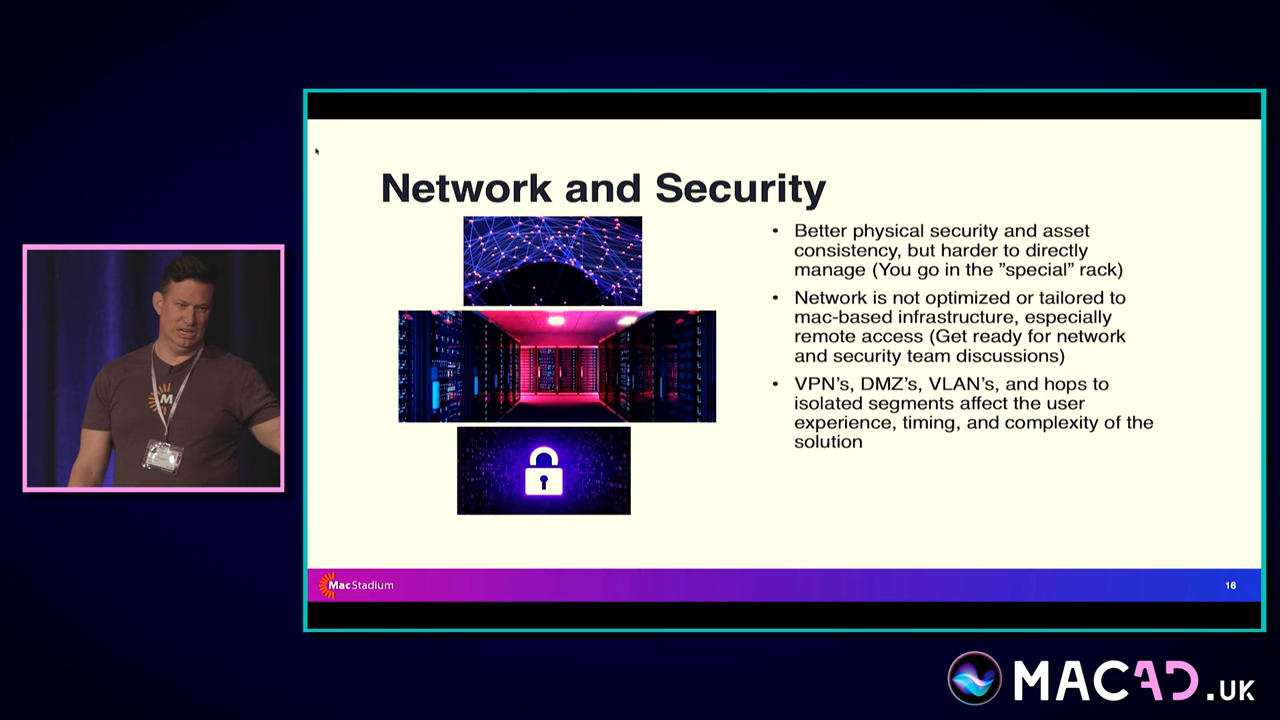 Network and Security
• Better physical security and asset
consistency, but harder to directly
manage (You go in the ”special” rack)
• Network is not optimized or tailored to
mac-based infrastructure, especially
remote access (Get ready for network
and security team discussions)
• VPN’s, DMZ’s, VLAN’s, and hops to
isolated segments affect the user
experience, timing, and complexity of the
solution
MacStadium
16
M
MACAD.UK